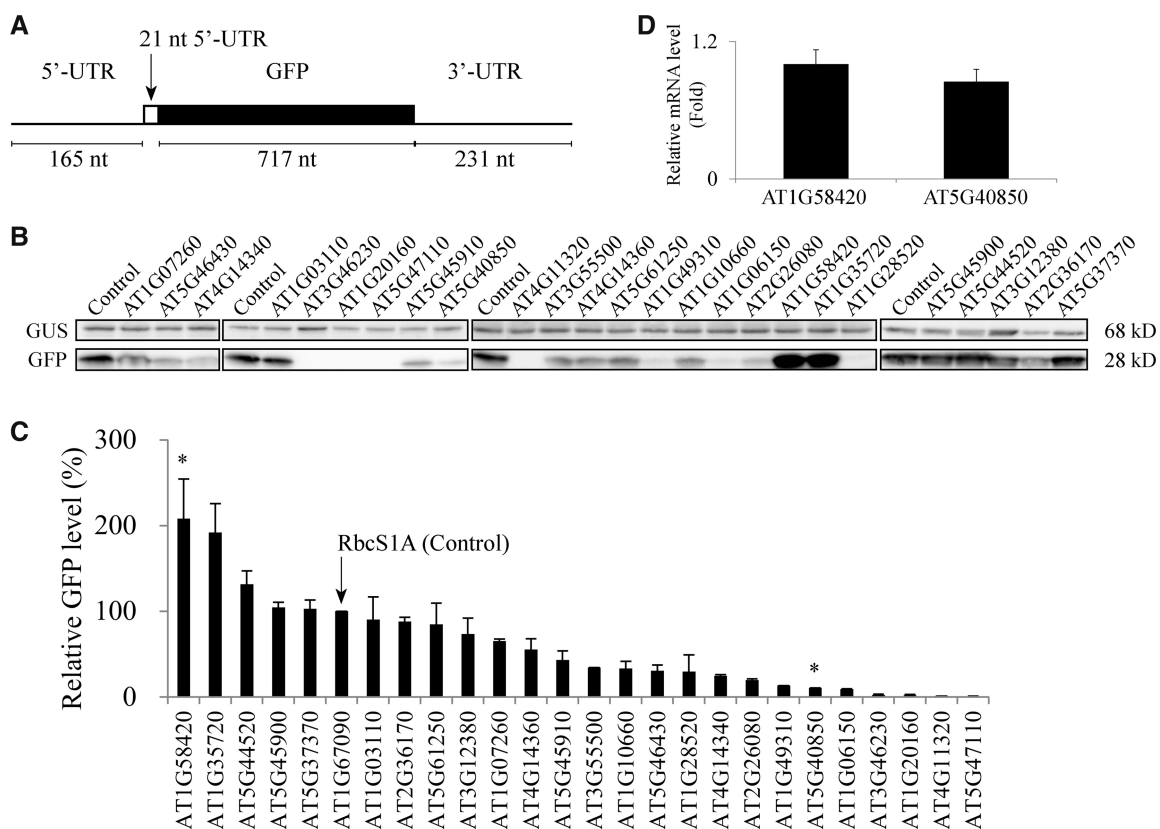 A
21 nt 5’-UTR
5’-UTR
GFP
3’-UTR
165 nt
717 nt
231 nt
D
Relative mRNA level
(Fold)
1.2
0
AT1G58420
AT5G40850
B
Control
AT1G07260
AT5G46430
AT4G14340
Control
AT1G03110
AT3G46230
AT1G20160
AT5G47110
AT5G45910
AT5G40850
Control
AT4G11320
AT3G55500
AT4G14360
AT5G61250
AT1G49310
AT1G10660
AT1G06150
AT2G26080
AT1G58420
AT1G35720
AT1G28520
Control
AT5G45900
AT5G44520
AT3G12380
AT2G36170
AT5G37370
GUS
68 kD
GFP
28 kD
C
Relative GFP level (%)
300
200
100
0
*
RbcS1A (Control)
*
AT1G58420
AT1G35720
AT5G44520
AT5G45900
AT5G37370
AT1G67090
AT1G03110
AT2G36170
AT5G61250
AT3G12380
AT1G07260
AT4G14360
AT5G45910
AT3G55500
AT1G10660
AT5G46430
AT1G28520
AT4G14340
AT2G26080
AT1G49310
AT5G40850
AT1G06150
AT3G46230
AT1G20160
AT4G11320
AT5G47110